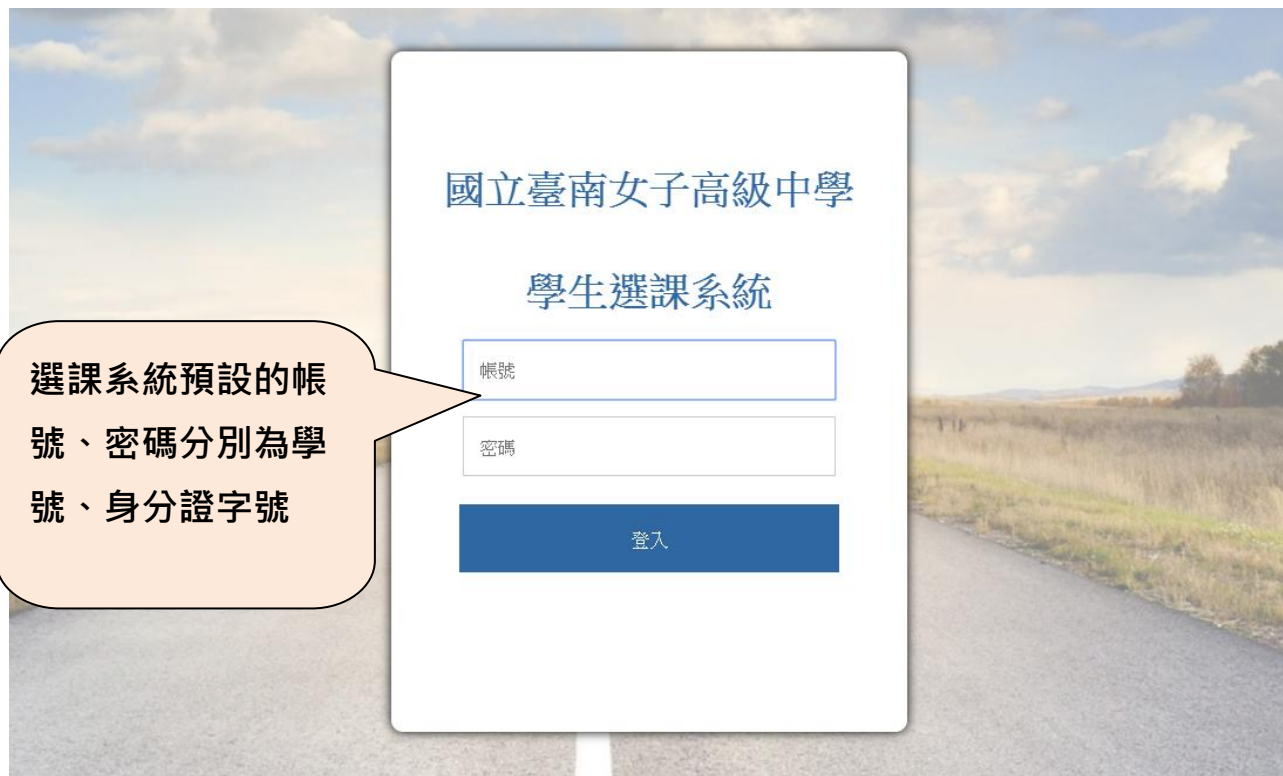 國立臺南女子高級中學
學生選課系統
帳號
密碼
登入
選課系統預設的帳
號、密碼分別為學
號、身分證字號